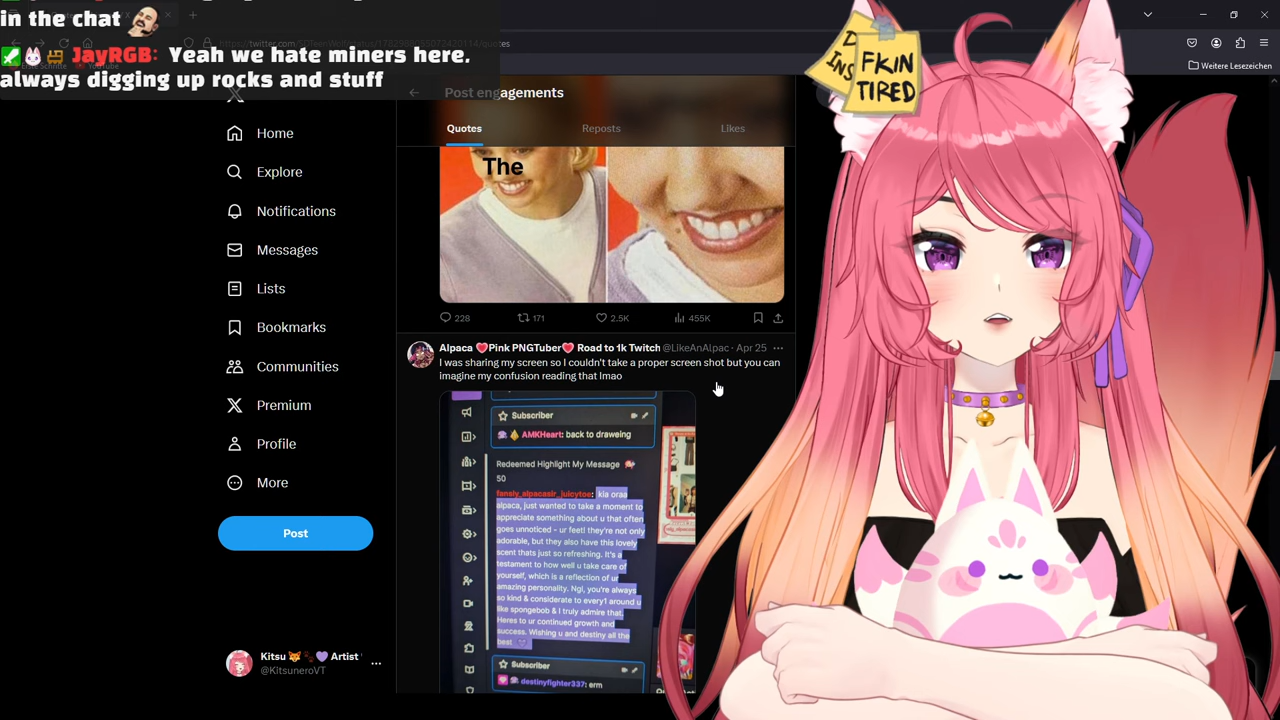 in the chat
JayRGB: Yeah we hate miners here.
always digging up rocks and stuff
Home
Explore
Notifications
Messages
Lists
Bookmarks
Communities
Premium
Profile
More
Post
Kitsu Artist
@KitsuneroVT
Post engagements
Quotes
Reposts
Likes
The
228
171
2.5K
455K
Alpaca Pink PNGTuber Road to 1k Twitch @LikeAnAlpac · Apr 25
I was sharing my screen so I couldn't take a proper screen shot but you can
imagine my confusion reading that lmao
Subscriber
AMKHeart: back to draweing
Redeemed Highlight My Message
50
kia oraa
alpaca, just wanted to take a moment to
appreciate something about u that often
goes unnoticed - ur feeti they're not only
adorable, but they also have this lovely
scent thats just so refreshing. It's a
testament to how well u take care of
yourself, which is a reflection of ur
amazing personality. Ngl, you're always
so kind & considerate to every1 around u
like spongebob & I truly admire that.
Heres to ur continued growth and
success. Wishing u and destiny all the
best
Subscriber
destinyfighter337: erm
Weitere Lesezeichen
INS
FKIN
TIRED